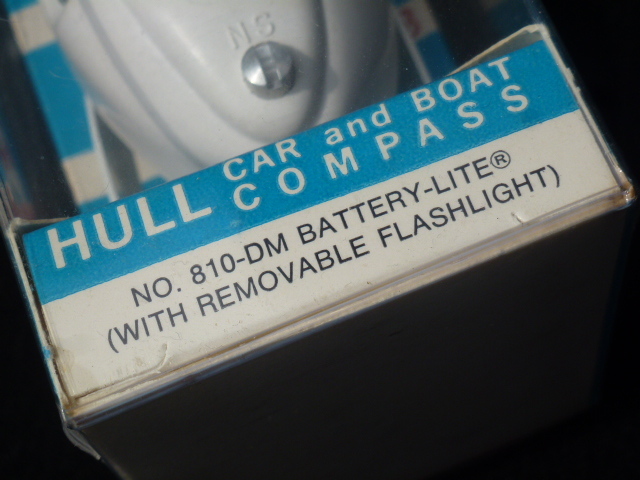 NS
HULL CAR and BOAT
COMPASS
NO. 810-DM BATTERY-LITE®
(WITH REMOVABLE FLASHLIGHT)